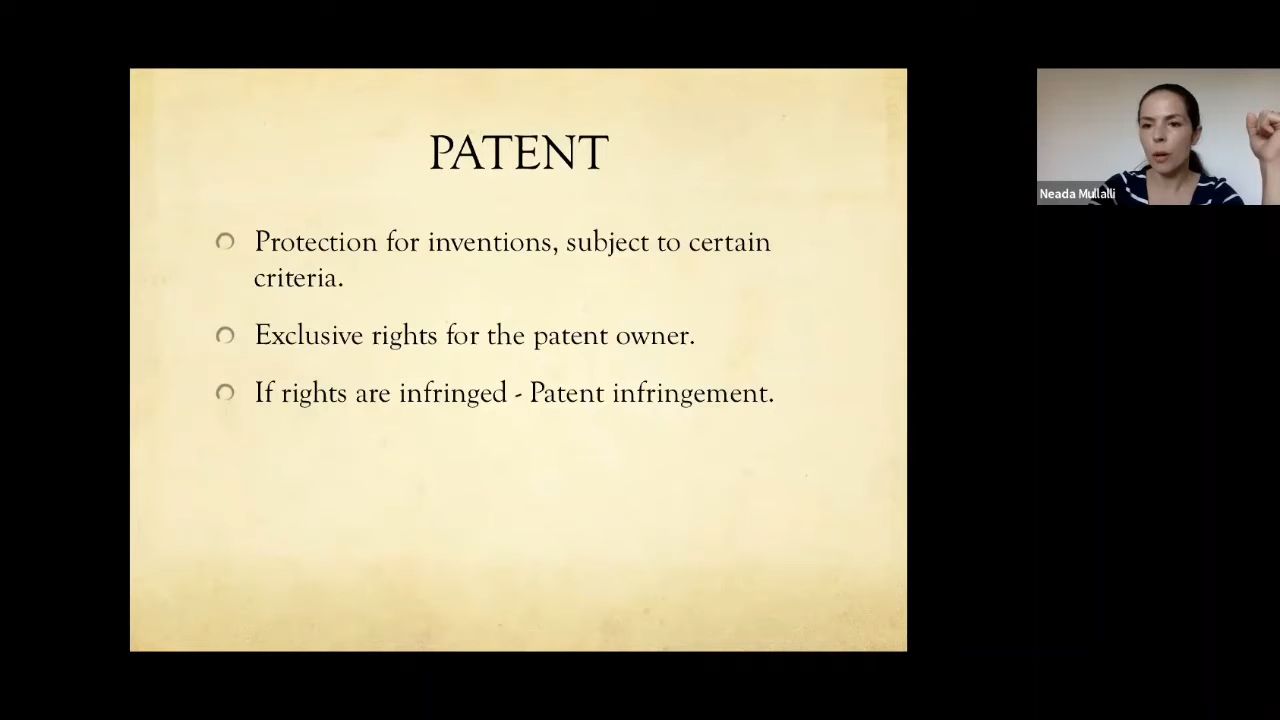 PATENT
Protection for inventions, subject to certain
criteria.
Exclusive rights for the patent owner.
If rights are infringed - Patent infringement.
Neada Mullalli